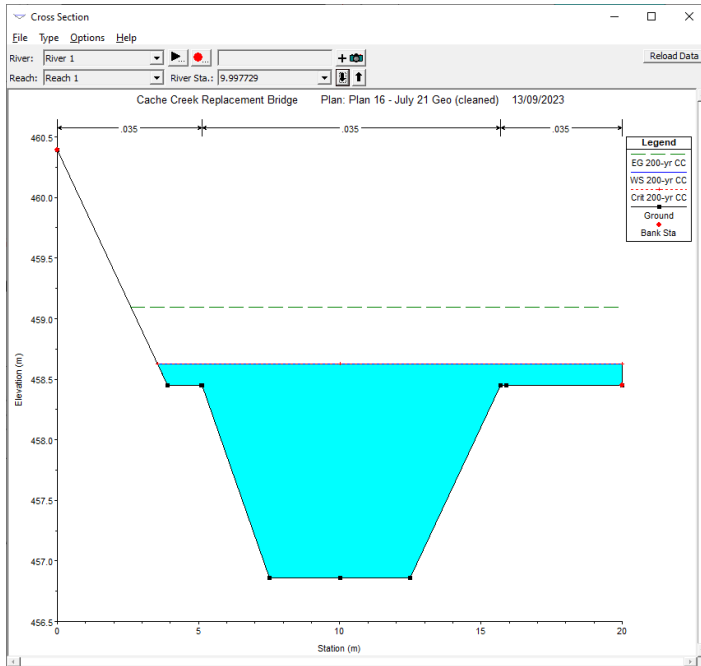 Cross Section
File Type Options Help
River: River 1
Reload Data
Reach: Reach 1 River Sta.: 9.997729
Cache Creek Replacement Bridge Plan: Plan 16 - July 21 Geo (cleaned) 13/09/2023
.035 .035 .035
Legend
EG 200-yr CC
WS 200-yr CC
Crit 200-yr CC
Ground
Bank Sta
460.5
460.0
459.5
459.0
458.5
458.0
457.5
457.0
456.5
Elevation (m)
0 5 10 15 20
Station (m)